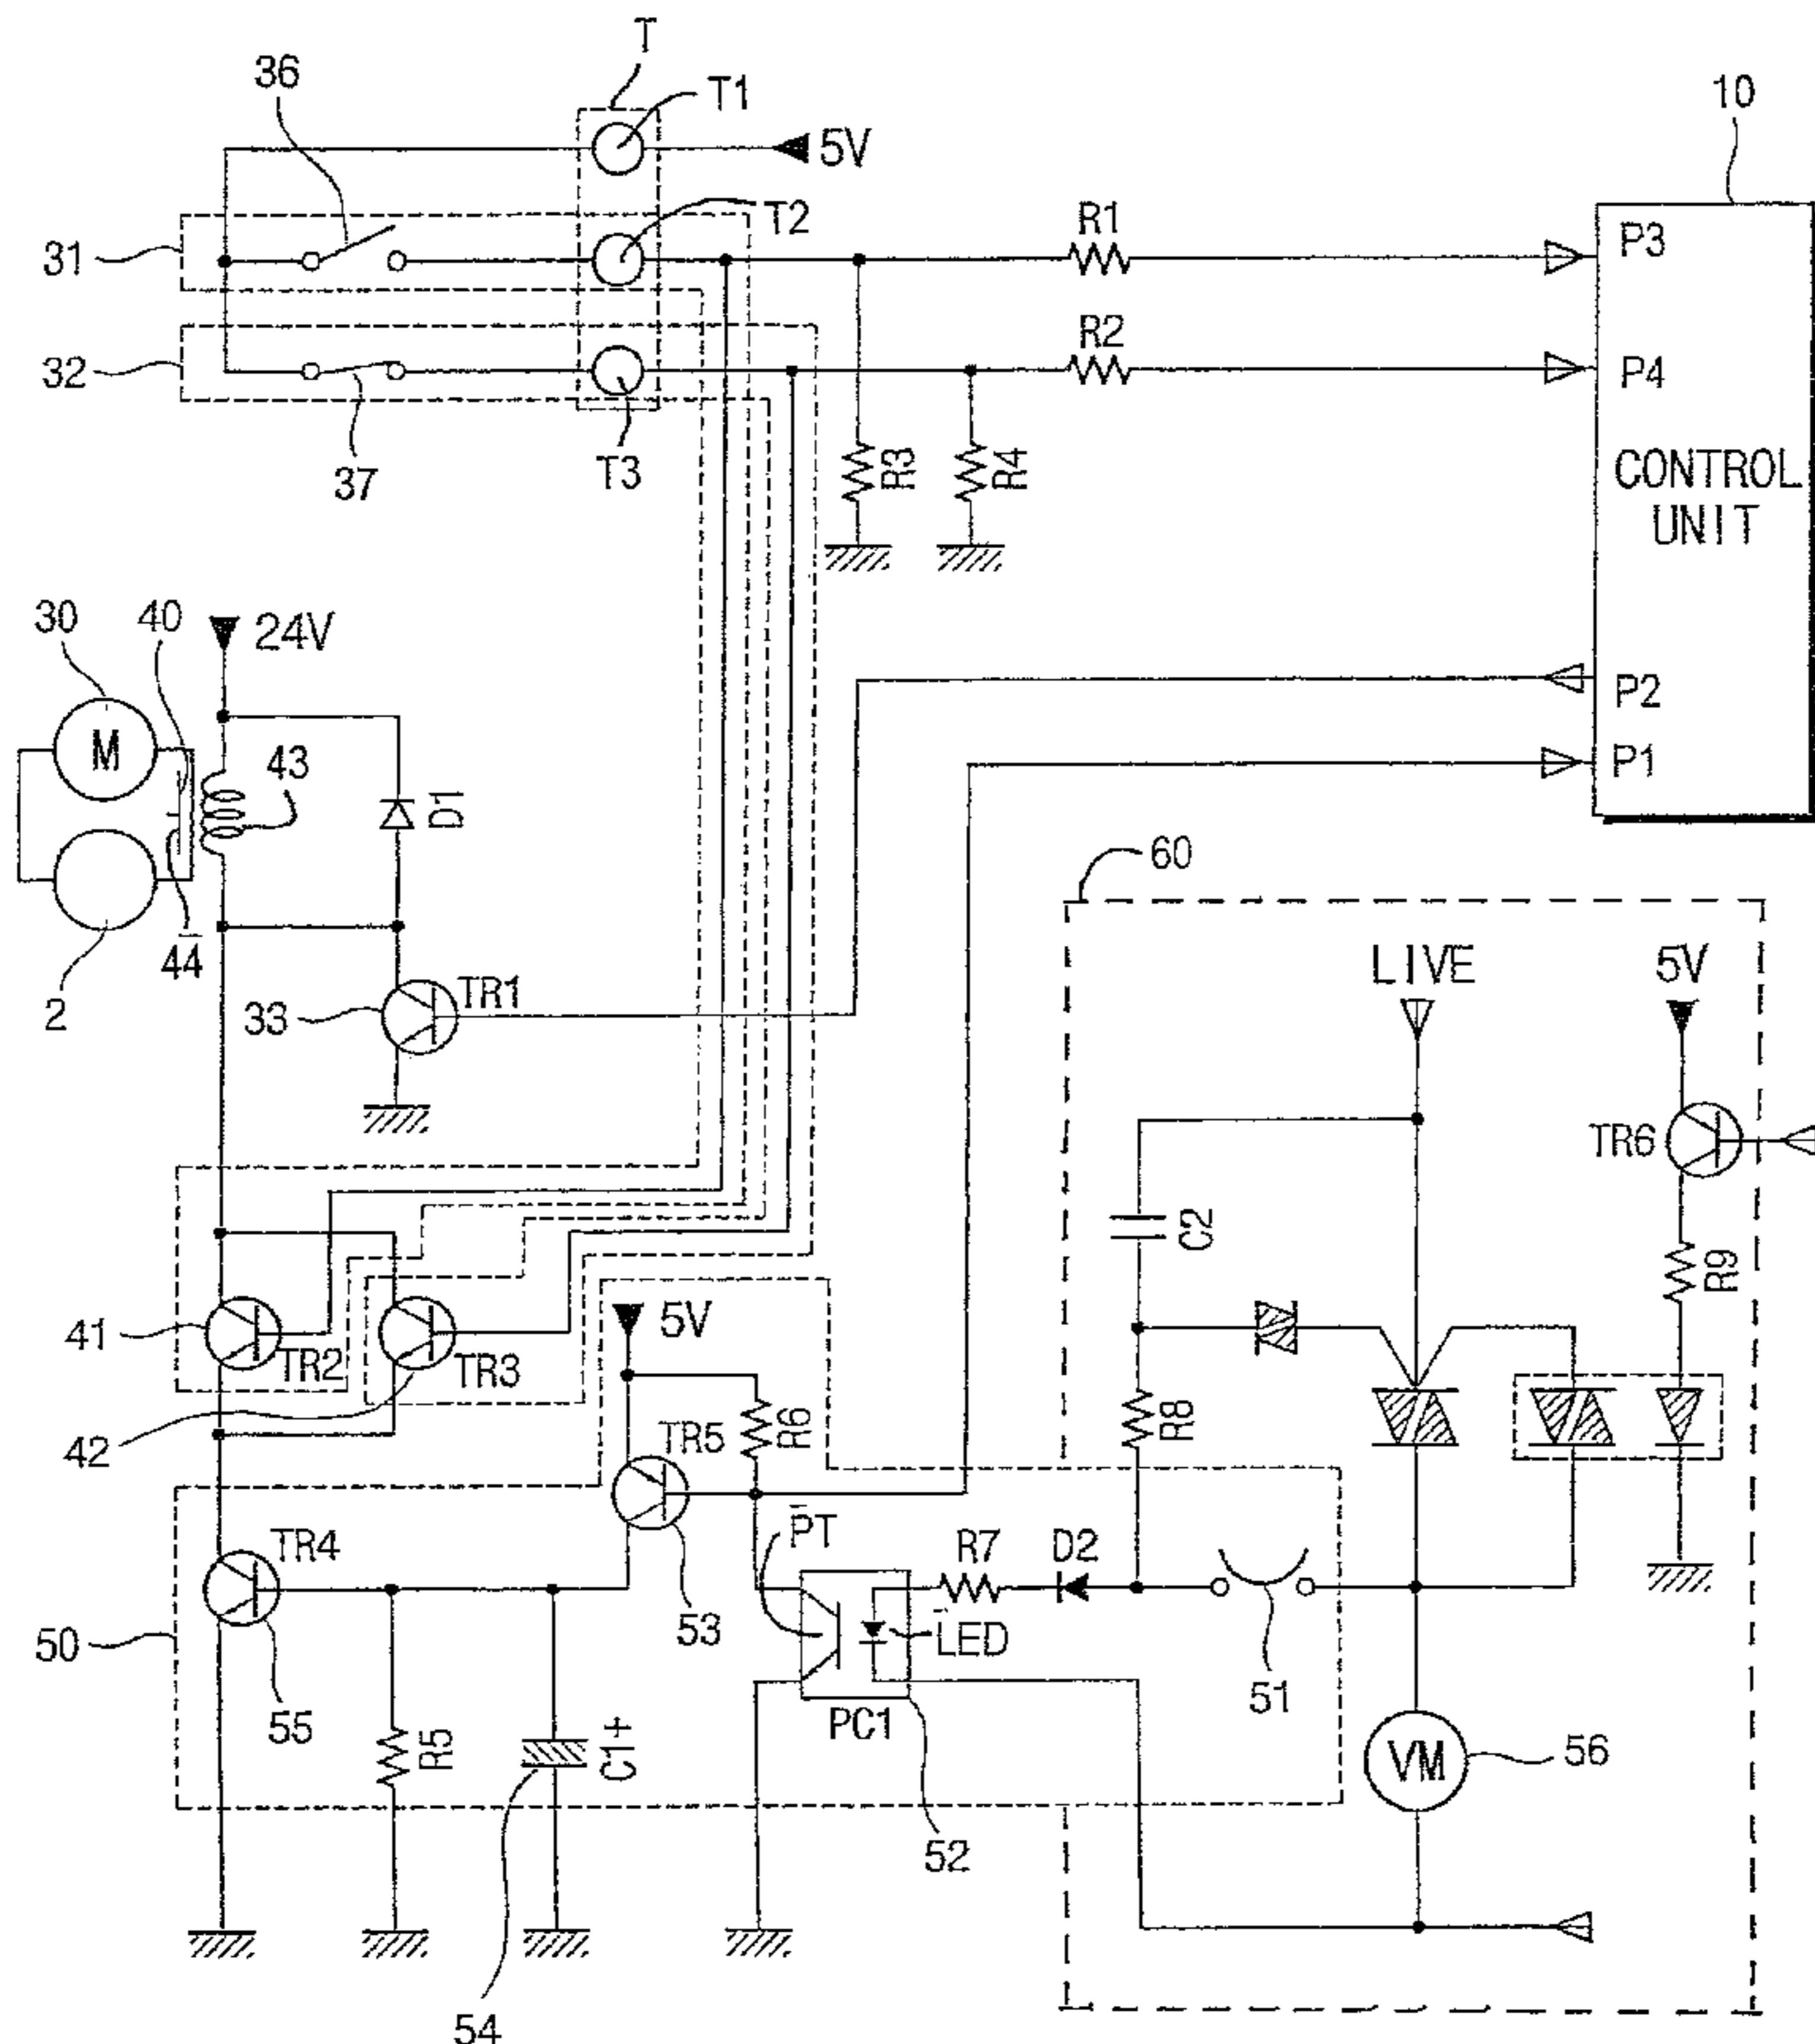 T
36
T1
10
5V
T2
R1
P3
31
R2
32
P4
37
T3
R3
R4
CONTROL
UNIT
30
40
24V
P2
M
43
P1
D1
60
44
LIVE
5V
2
33
TR1
TR6
C2
R9
41
TR2
TR3
5V
42
TR5
R6
R8
PT
R7
D2
TR4
53
LED
50
51
55
R5
C1+
PC1
VM
56
52
54